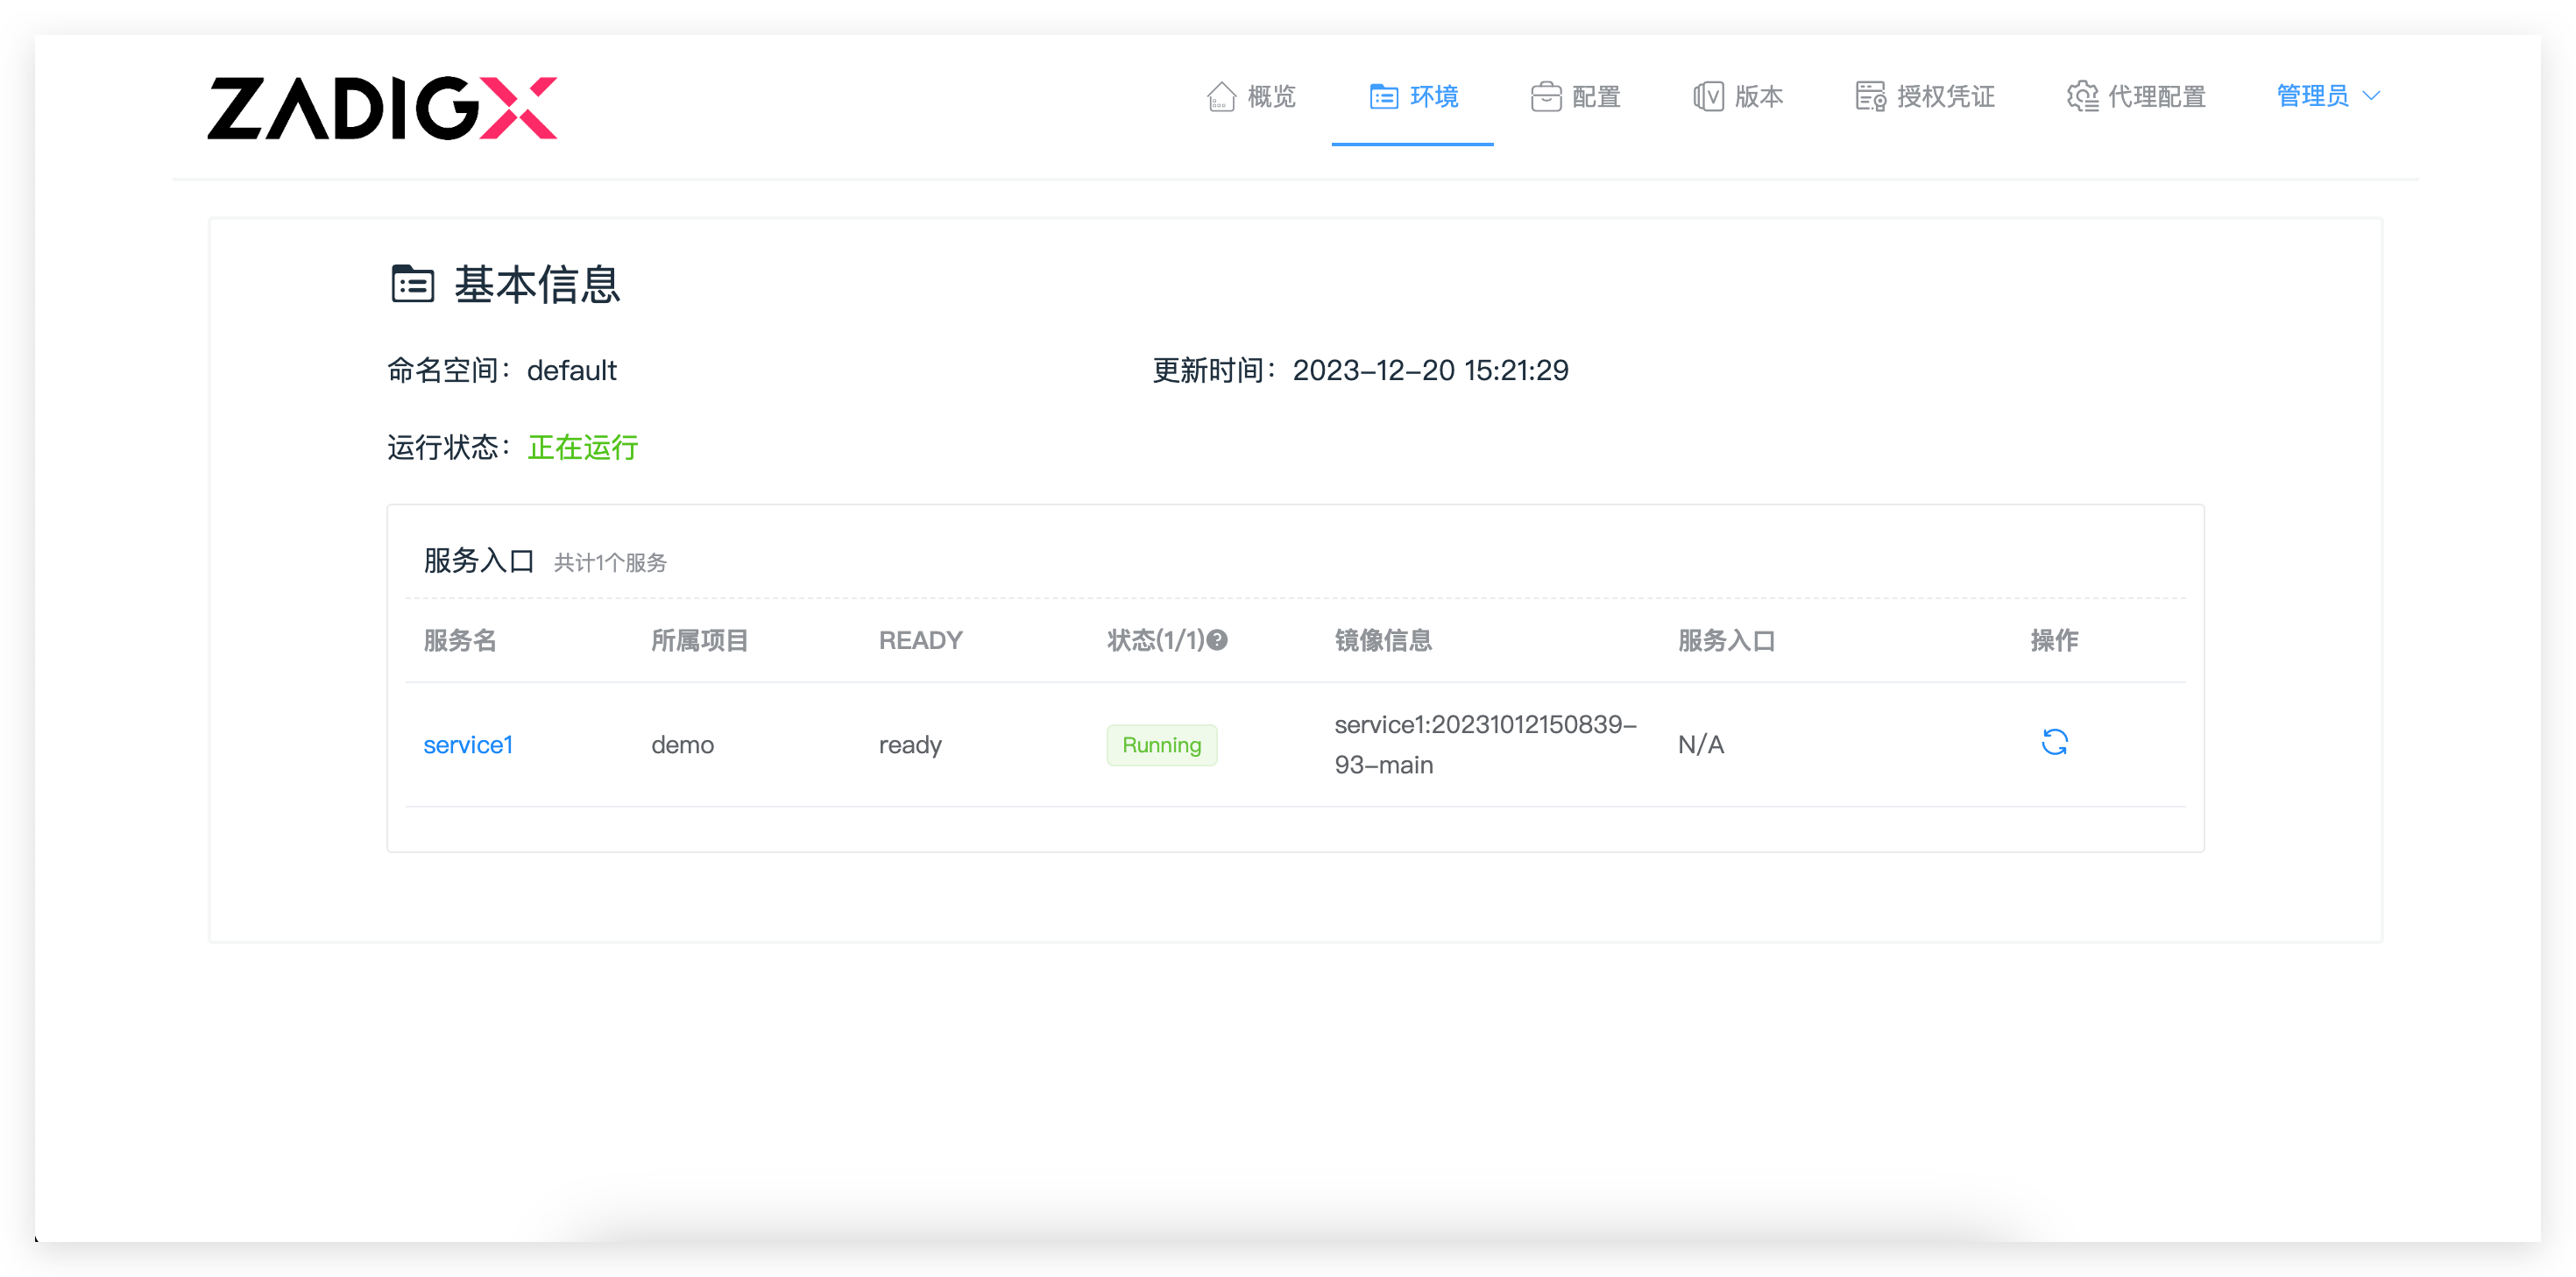 ZADIGX
概览 环境 配置 版本 授权凭证 代理配置 管理员
基本信息
命名空间：default 更新时间：2023-12-20 15:21:29
运行状态：正在运行
服务入口 共计1个服务
服务名 所属项目 READY 状态(1/1) 镜像信息 服务入口 操作
service1 demo ready Running service1:20231012150839-93-main N/A